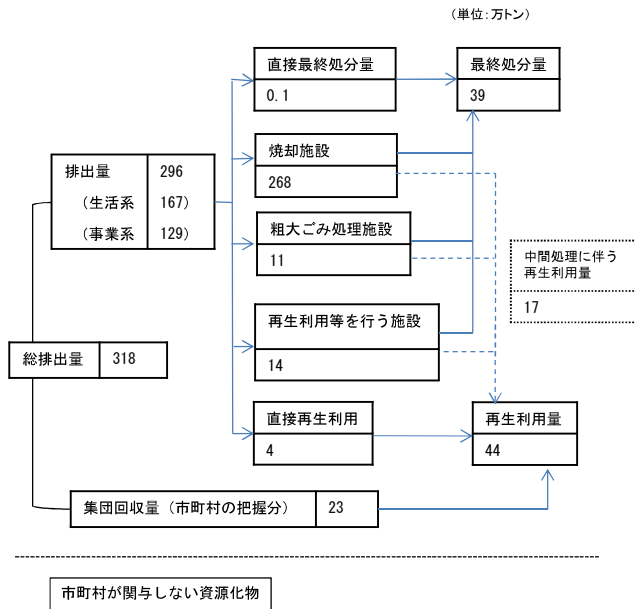 （単位：万トン）
直接最終処分量
0.1
最終処分量
39
焼却施設
268
排出量 296
（生活系 167）
（事業系 129）
粗大ごみ処理施設
11
中間処理に伴う
再生利用量
17
再生利用等を行う施設
14
総排出量 318
直接再生利用
4
再生利用量
44
集団回収量（市町村の把握分） 23
市町村が関与しない資源化物